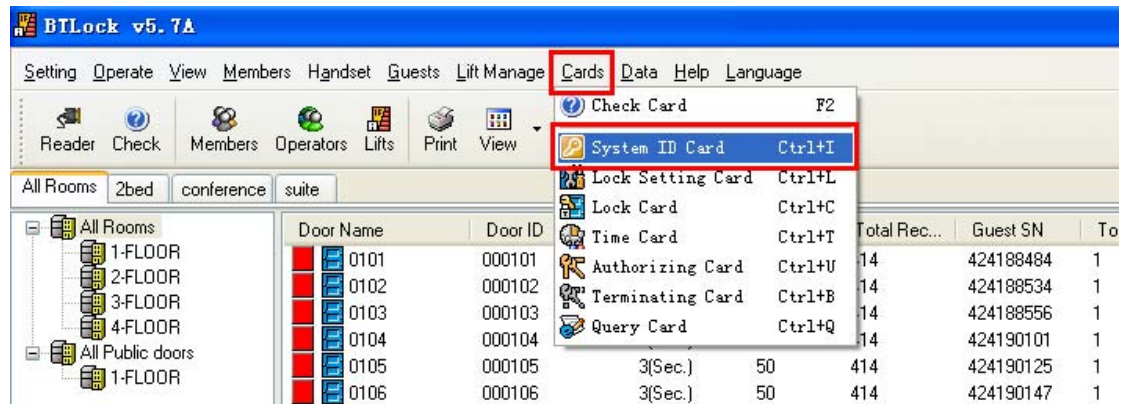 BTLock v5.7A
Setting Operate View Members Handset Guests Lift Manage Cards Data Help Language
Reader Check Members Operators Lifts Print View
Check Card F2
System ID Card Ctrl+I
Lock Setting Card Ctrl+L
Lock Card Ctrl+C
Time Card Ctrl+T
Authorizing Card Ctrl+U
Terminating Card Ctrl+B
Query Card Ctrl+Q
All Rooms 2bed conference suite
All Rooms
1-FLOOR
2-FLOOR
3-FLOOR
4-FLOOR
All Public doors
1-FLOOR
Door Name Door ID Total Rec... Guest SN To
0101 000101 414 424188484 1
0102 000102 414 424188534 1
0103 000103 414 424188556 1
0104 000104 414 424190101 1
0105 000105 3(Sec.) 50 414 424190125 1
0106 000106 3(Sec.) 50 414 424190147 1